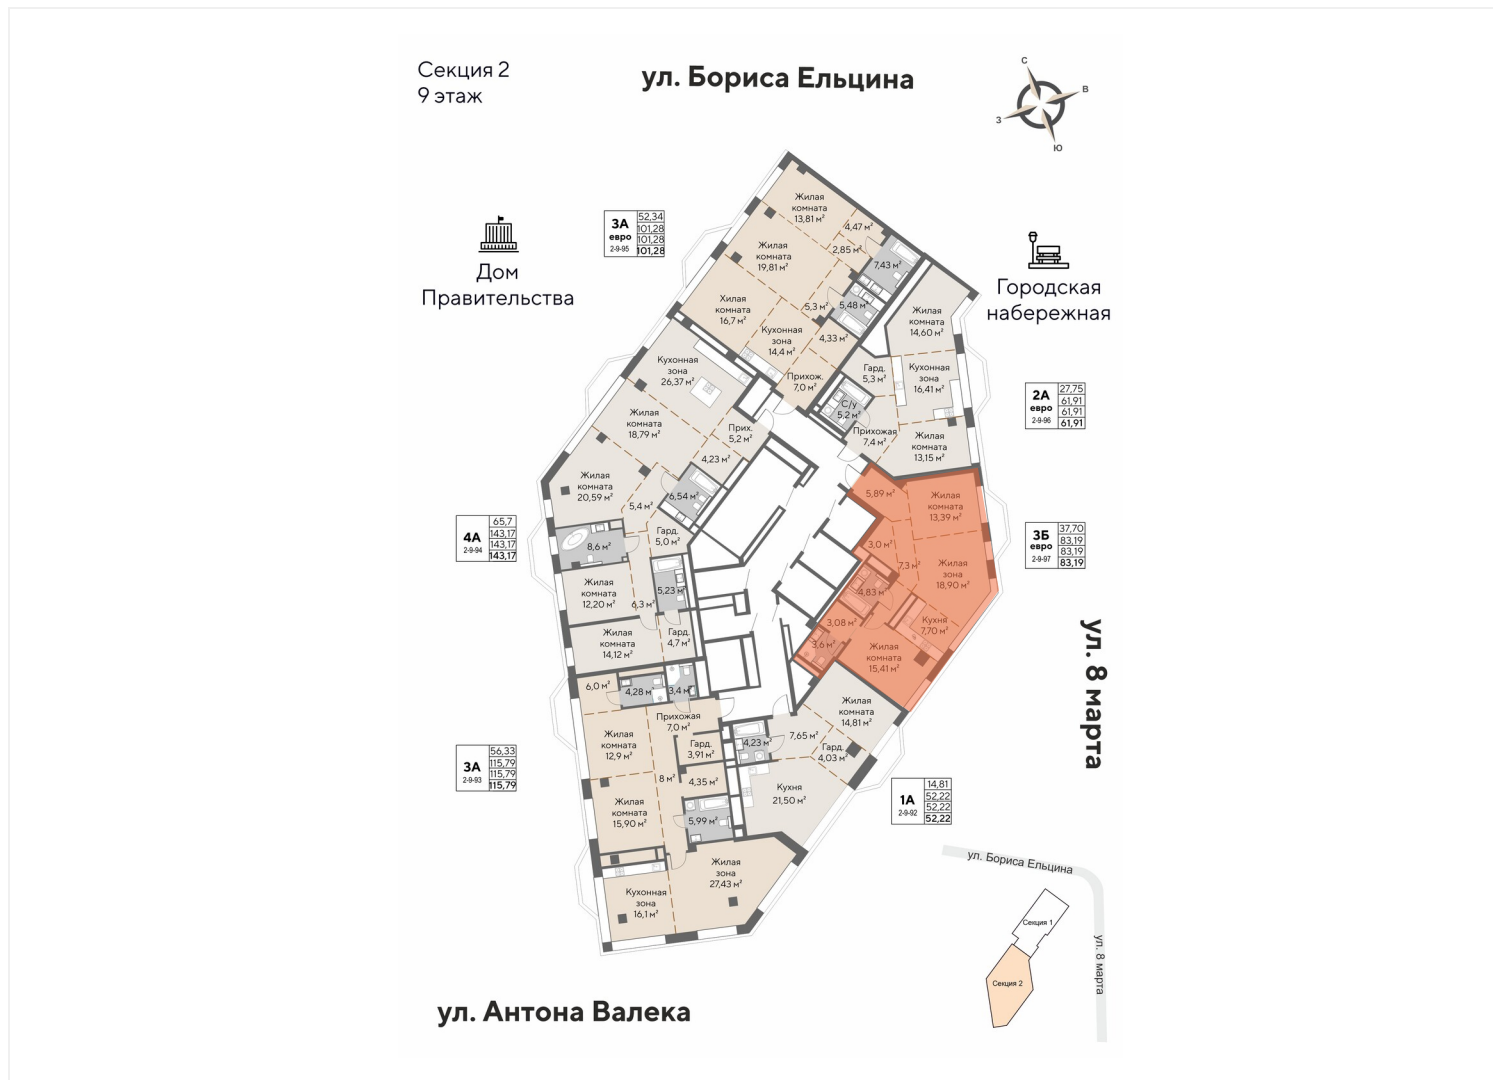 Секция 2
9 этаж
ул. Бориса Ельцина
С
В
З
Ю
Дом
Правительства
Городская
набережная
3А
евро
2-9-95
52,34
101,28
101,28
101,28
Жилая
комната
13,81 м²
4,47 м²
2,85 м²
7,43 м²
Жилая
комната
19,81 м²
5,3 м²
5,48 м²
Хилая
комната
16,7 м²
Кухонная
зона
14,4 м²
4,33 м²
Прихож.
7,0 м²
Жилая
комната
14,60 м²
Гард.
5,3 м²
Кухонная
зона
16,41 м²
С/у
5,2 м²
Прихожая
7,4 м²
Жилая
комната
13,15 м²
2А
евро
2-9-96
27,75
61,91
61,91
61,91
Кухонная
зона
26,37 м²
Жилая
комната
18,79 м²
Прих.
5,2 м²
4,23 м²
Жилая
комната
20,59 м²
5,4 м²
6,54 м²
Гард.
5,0 м²
8,6 м²
Жилая
комната
12,20 м²
6,3 м²
5,23 м²
Жилая
комната
14,12 м²
Гард.
4,7 м²
4А
2-9-94
65,7
143,17
143,17
143,17
5,89 м²
Жилая
комната
13,39 м²
3,0 м²
7,3 м²
Жилая
зона
18,90 м²
4,83 м²
3,08 м²
Кухня
7,70 м²
3,6 м²
Жилая
комната
15,41 м²
3Б
евро
2-9-97
37,70
83,19
83,19
83,19
ул. 8 марта
6,0 м²
4,28 м²
3,4 м²
Прихожая
7,0 м²
Жилая
комната
12,9 м²
Гард.
3,91 м²
8 м²
4,35 м²
Жилая
комната
15,90 м²
5,99 м²
Жилая
зона
27,43 м²
Кухонная
зона
16,1 м²
3А
2-9-93
56,33
115,79
115,79
115,79
Жилая
комната
14,81 м²
4,23 м²
7,65 м²
Гард.
4,03 м²
Кухня
21,50 м²
1А
2-9-92
14,81
52,22
52,22
52,22
ул. Бориса Ельцина
Секция 1
Секция 2
ул. 8 марта
ул. Антона Валека